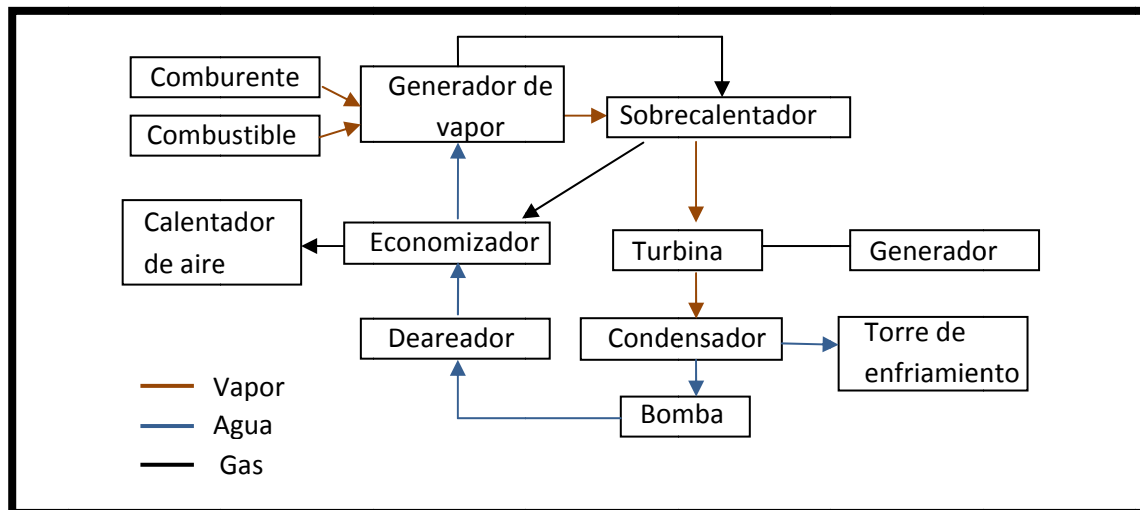 Comburente
Combustible
Generador de
vapor
Sobrecalentador
Calentador
de aire
Economizador
Turbina
Generador
Deareador
Condensador
Torre de
enfriamiento
Bomba
Vapor
Agua
Gas